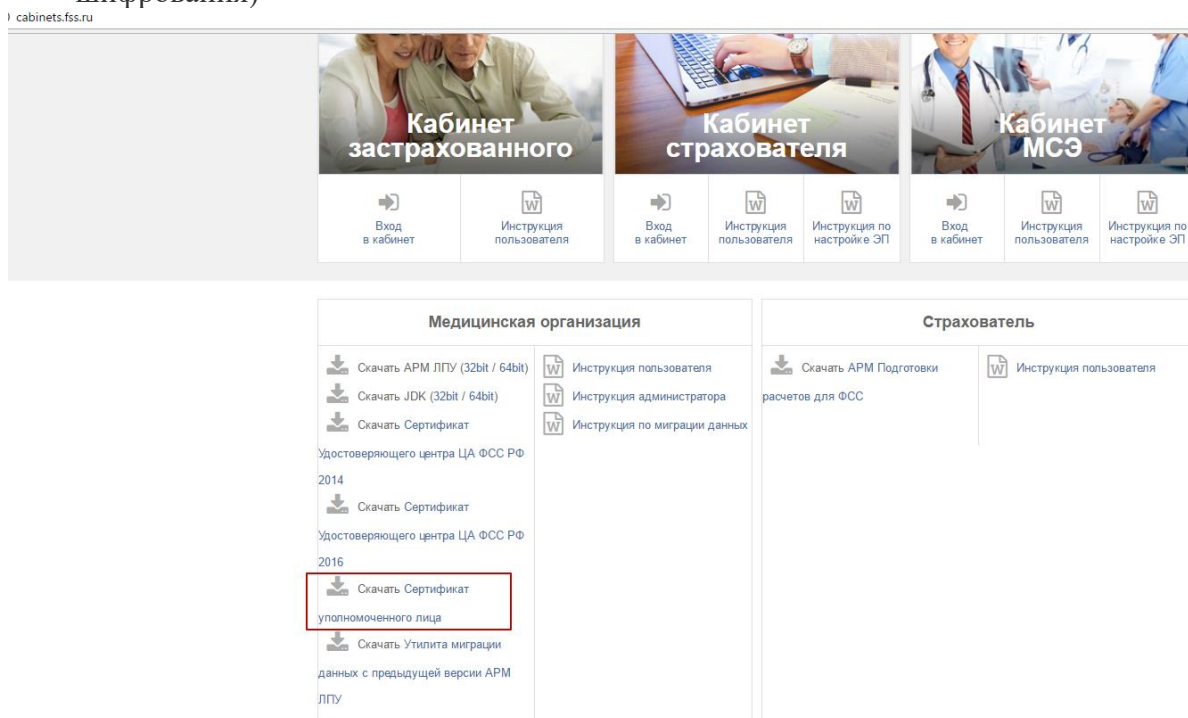 шифрования)
cabinets.fss.ru
Кабинет
застрахованного
Кабинет
страхователя
Кабинет
МСЭ
Вход
в кабинет
Инструкция
пользователя
Вход
в кабинет
Инструкция
пользователя
Инструкция по
настройке ЭП
Вход
в кабинет
Инструкция
пользователя
Инструкция по
настройке ЭП
Медицинская организация
Скачать АРМ ЛПУ (32bit / 64bit)
Скачать JDK (32bit / 64bit)
Скачать Сертификат
Удостоверяющего центра ЦА ФСС РФ
2014
Скачать Сертификат
Удостоверяющего центра ЦА ФСС РФ
2016
Скачать Сертификат
уполномоченного лица
Скачать Утилита миграции
данных с предыдущей версии АРМ
ЛПУ
Инструкция пользователя
Инструкция администратора
Инструкция по миграции данных
Страхователь
Скачать АРМ Подготовки
расчетов для ФСС
Инструкция пользователя